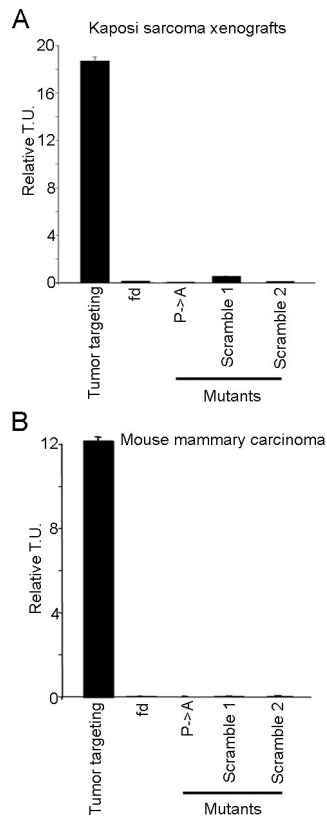 A
Kaposi sarcoma xenografts
20
16
12
8
4
0
Relative T.U.
Tumor targeting
fd
P->A
Scramble 1
Scramble 2
Mutants
B
Mouse mammary carcinoma
12
8
4
0
Relative T.U.
Tumor targeting
fd
P->A
Scramble 1
Scramble 2
Mutants